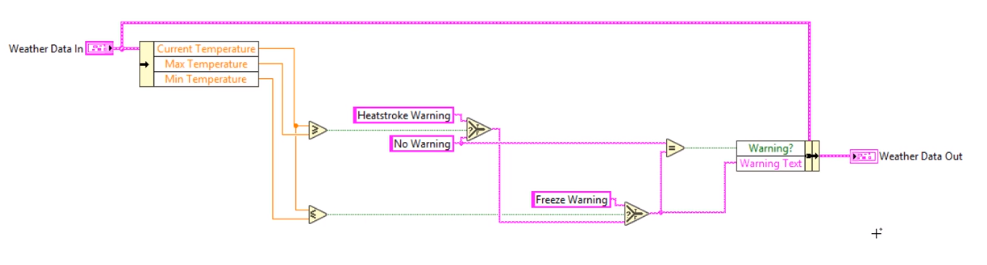 Weather Data In
Current Temperature
Max Temperature
Min Temperature
Heatstroke Warning
No Warning
Freeze Warning
Warning?
Warning Text
Weather Data Out